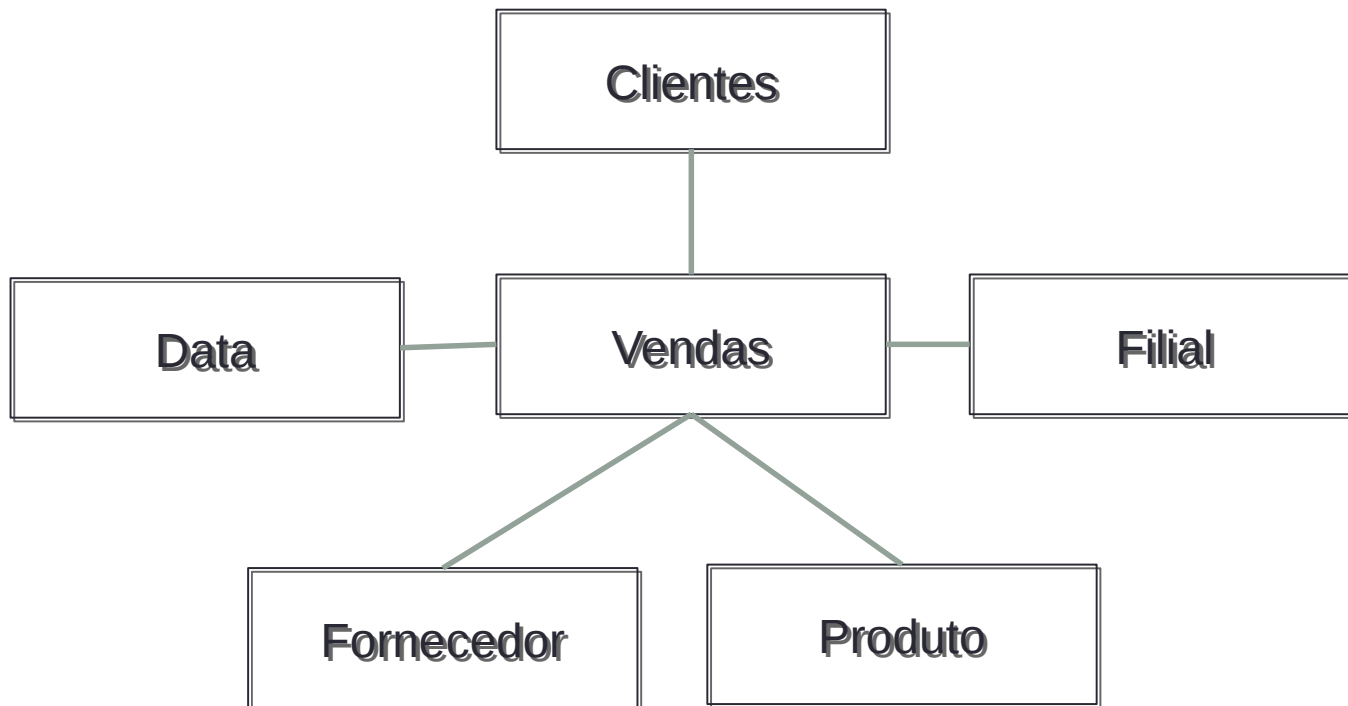 Clientes
Data
Vendas
Filial
Fornecedor
Produto